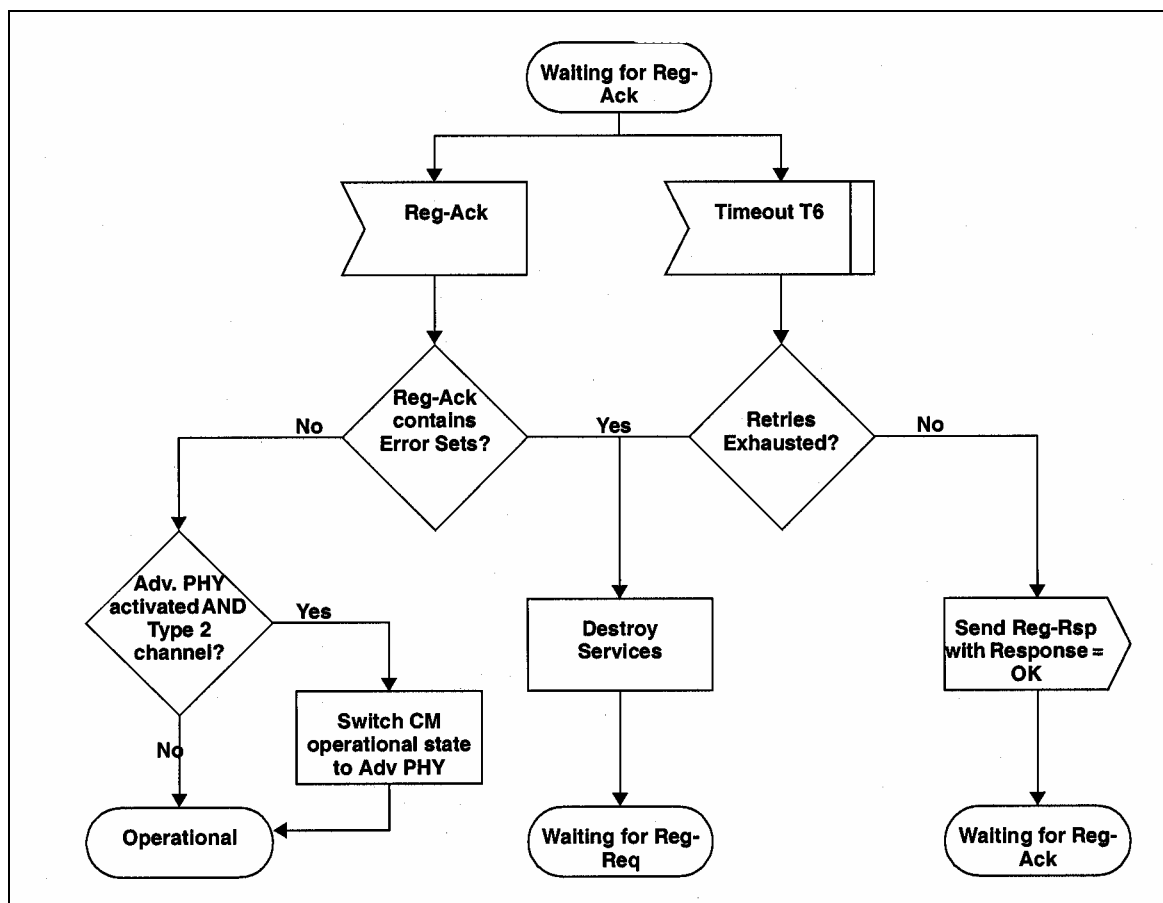 Waiting for Reg-
Ack
Reg-Ack
Timeout T6
Reg-Ack
contains
Error Sets?
No
Yes
Retries
Exhausted?
No
Adv. PHY
activated AND
Type 2
channel?
Yes
Destroy
Services
Send Reg-Rsp
with Response =
OK
Switch CM
operational state
to Adv PHY
No
Operational
Waiting for Reg-
Req
Waiting for Reg-
Ack